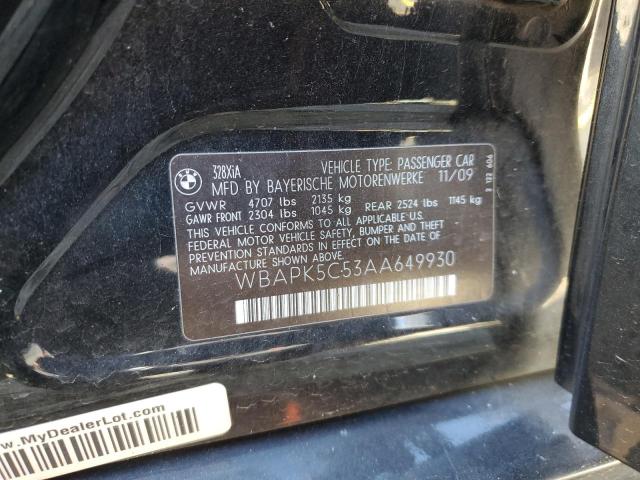 BMW
328XiA
VEHICLE TYPE: PASSENGER CAR
MFD BY BAYERISCHE MOTORENWERKE 11/09
GVWR 4707 lbs 2135 kg
GAWR FRONT 2304 lbs 1045 kg REAR 2524 lbs 1145 kg
THIS VEHICLE CONFORMS TO ALL APPLICABLE U.S.
FEDERAL MOTOR VEHICLE SAFETY, BUMPER AND THEFT
PREVENTION STANDARDS IN EFFECT ON THE DATE OF
MANUFACTURE SHOWN ABOVE.
WBAPK5C53AA649930
www.MyDealerLot.com